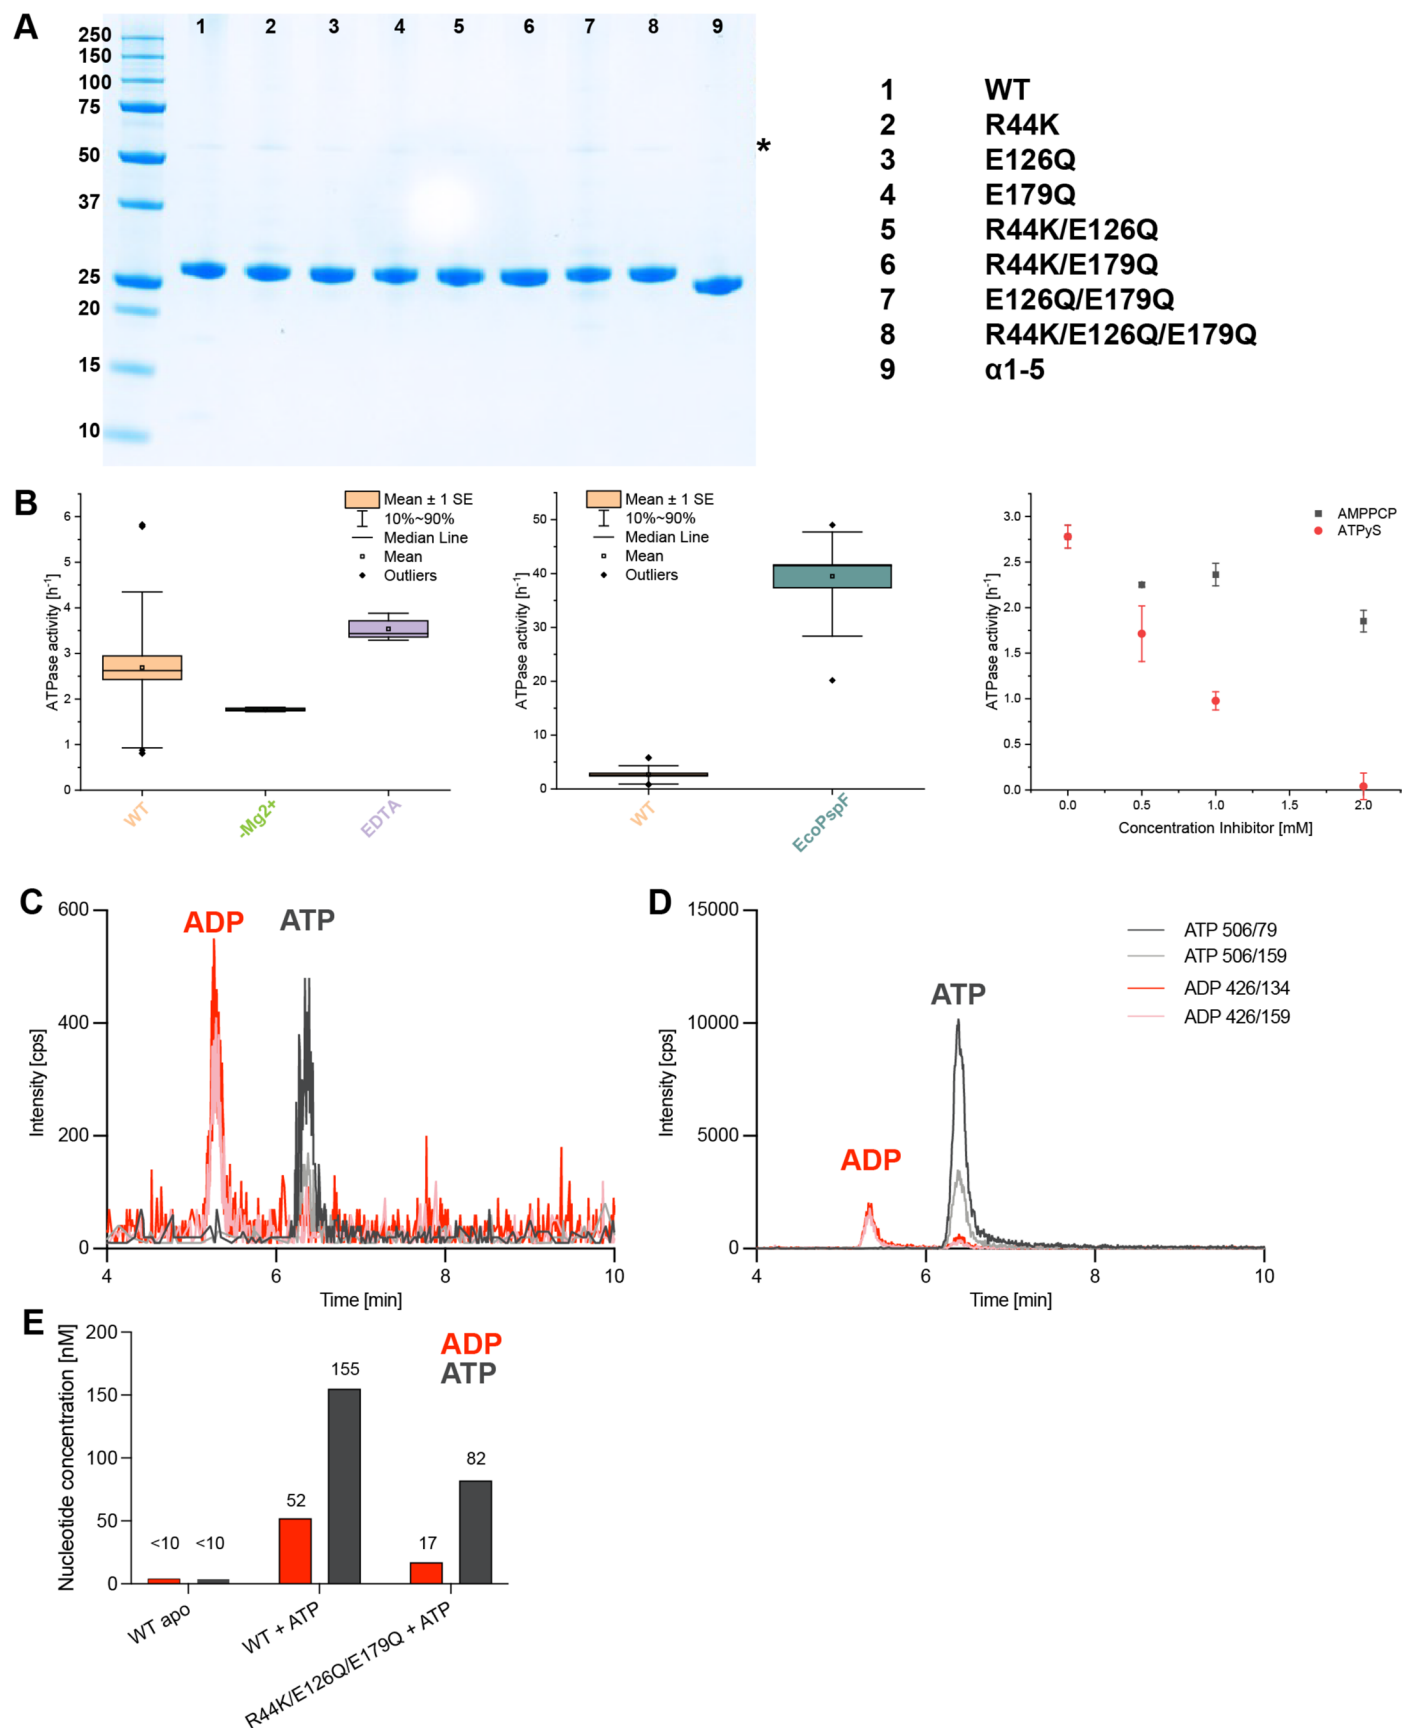 A
1 2 3 4 5 6 7 8 9
250
150
100
75
50
37
25
20
15
10
*
1 WT
2 R44K
3 E126Q
4 E179Q
5 R44K/E126Q
6 R44K/E179Q
7 E126Q/E179Q
8 R44K/E126Q/E179Q
9 α1-5
B
ATPase activity [h⁻¹]
6
5
4
3
2
1
0
Mean ± 1 SE
10%~90%
Median Line
Mean
Outliers
WT
-Mg2+
EDTA
ATPase activity [h⁻¹]
50
40
30
20
10
0
Mean ± 1 SE
10%~90%
Median Line
Mean
Outliers
WT
EcoPspF
ATPase activity [h⁻¹]
3.0
2.5
2.0
1.5
1.0
0.5
0.0
AMPPCP
ATPyS
0.0 0.5 1.0 1.5 2.0
Concentration Inhibitor [mM]
C
Intensity [cps]
600
400
200
0
ADP
ATP
4 6 8 10
Time [min]
D
Intensity [cps]
15000
10000
5000
0
ADP
ATP
ATP 506/79
ATP 506/159
ADP 426/134
ADP 426/159
4 6 8 10
Time [min]
E
Nucleotide concentration [nM]
200
150
100
50
0
ADP
ATP
<10 <10
52
155
17
82
WT apo
WT + ATP
R44K/E126Q/E179Q + ATP